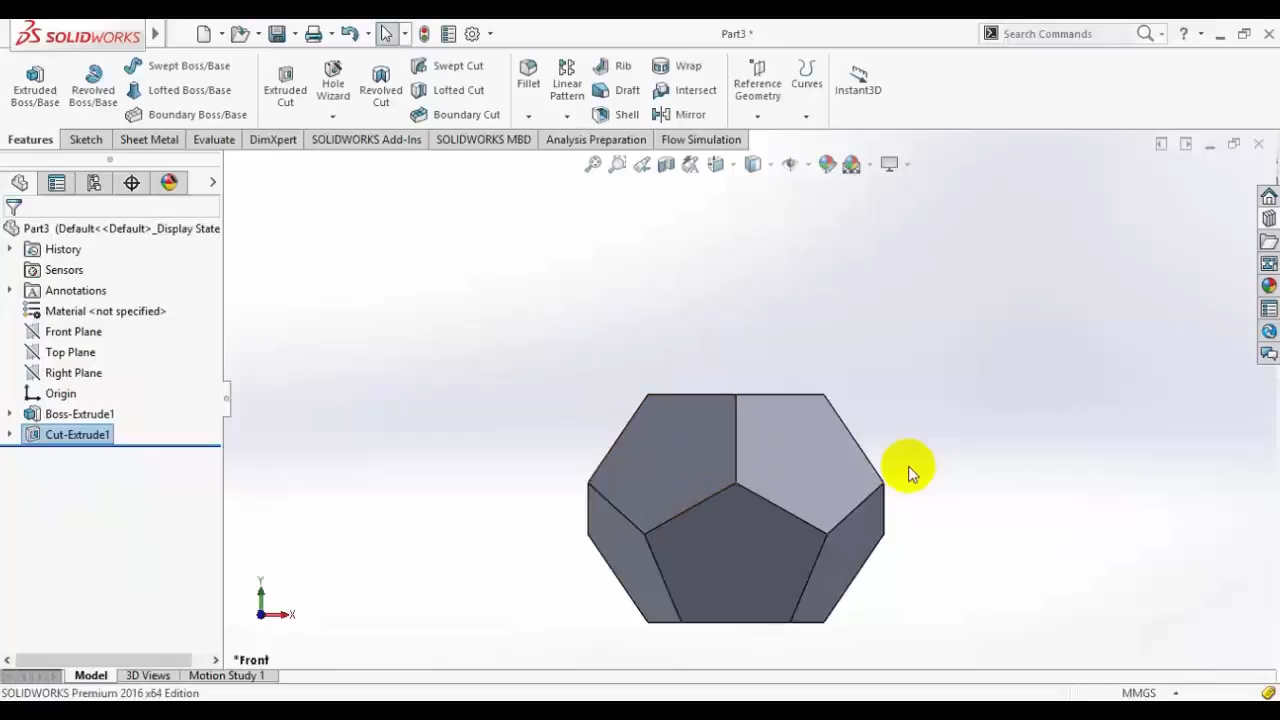 SOLIDWORKS
Part3 *
Search Commands
?
Extruded Boss/Base
Revolved Boss/Base
Swept Boss/Base
Lofted Boss/Base
Boundary Boss/Base
Extruded Cut
Hole Wizard
Revolved Cut
Swept Cut
Lofted Cut
Boundary Cut
Fillet
Linear Pattern
Rib
Draft
Shell
Wrap
Intersect
Mirror
Reference Geometry
Curves
Instant3D
Features
Sketch
Sheet Metal
Evaluate
DimXpert
SOLIDWORKS Add-Ins
SOLIDWORKS MBD
Analysis Preparation
Flow Simulation
Part3 (Default<<Default>_Display State
History
Sensors
Annotations
Material <not specified>
Front Plane
Top Plane
Right Plane
Origin
Boss-Extrude1
Cut-Extrude1
Y
X
*Front
Model
3D Views
Motion Study 1
SOLIDWORKS Premium 2016 x64 Edition
MMGS